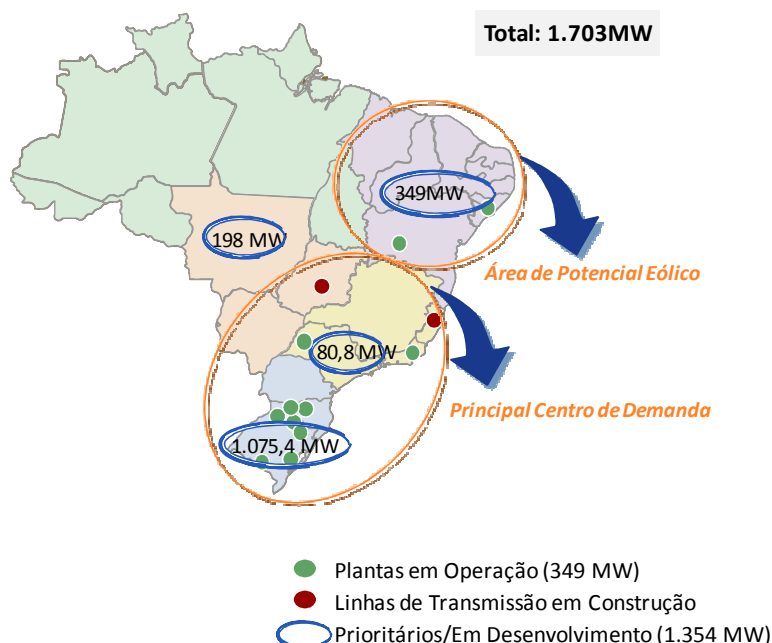 Total: 1.703MW
349MW
198 MW
Área de Potencial Eólico
80,8 MW
Principal Centro de Demanda
1.075,4 MW
Plantas em Operação (349 MW)
Linhas de Transmissão em Construção
Prioritários/Em Desenvolvimento (1.354 MW)